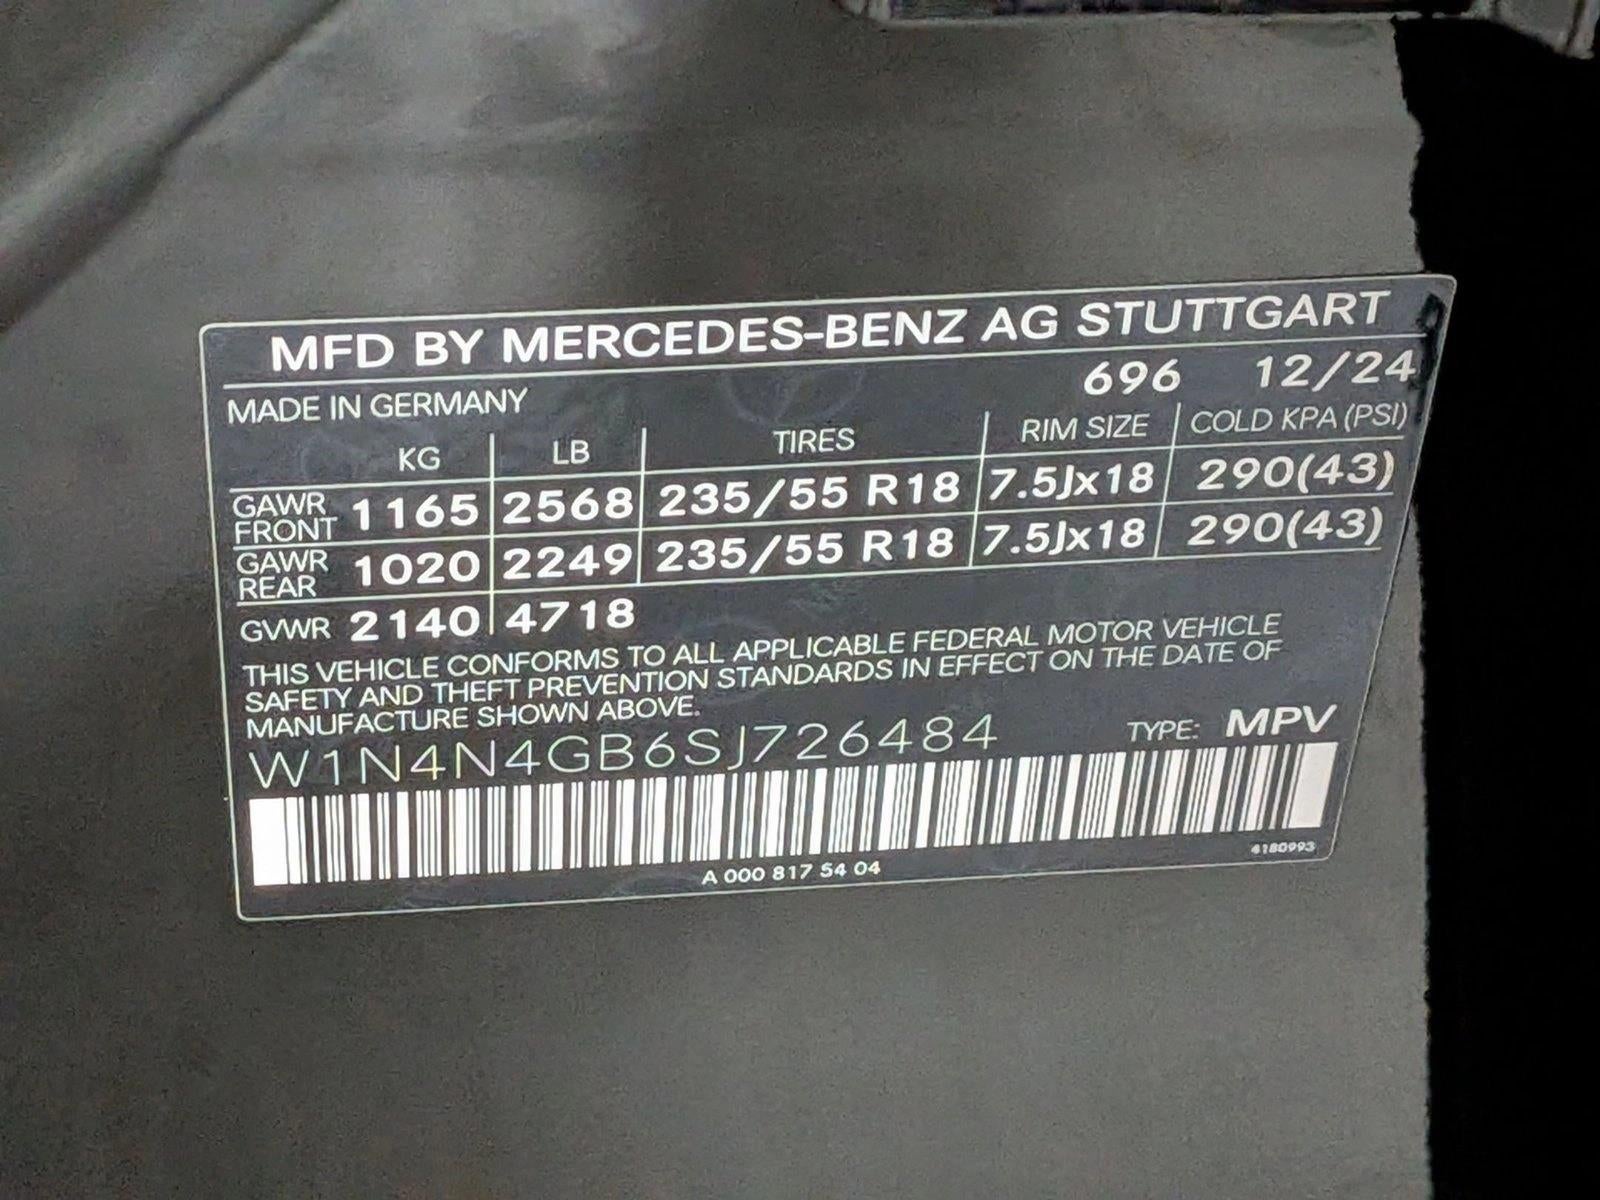 MFD BY MERCEDES-BENZ AG STUTTGART
696 12/24
MADE IN GERMANY
KG LB TIRES RIM SIZE COLD KPA (PSI)
GAWR FRONT 1165 2568 235/55 R18 7.5Jx18 290(43)
GAWR REAR 1020 2249 235/55 R18 7.5Jx18 290(43)
GVWR 2140 4718
THIS VEHICLE CONFORMS TO ALL APPLICABLE FEDERAL MOTOR VEHICLE
SAFETY AND THEFT PREVENTION STANDARDS IN EFFECT ON THE DATE OF
MANUFACTURE SHOWN ABOVE.
W1N4N4GB6SJ726484 TYPE: MPV
A 000 817 54 04
4180993